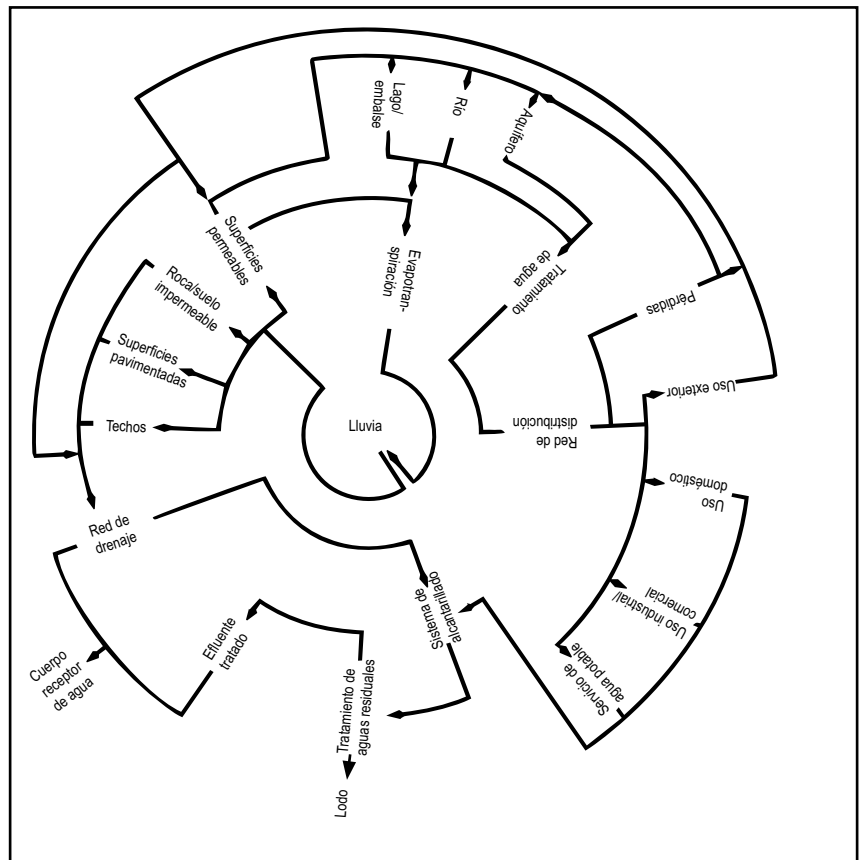 Lago/
embalse
Río
Aquífero
Superficies
permeables
Evapotran-
spiración
Tratamiento
de agua
Roca/suelo
impermeable
Superficies
pavimentadas
Techos
Lluvia
Pérdidas
Uso exterior
Red de
distribución
Uso
doméstico
Uso industrial/
comercial
Servicio de
agua potable
Red de
drenaje
Sistema de
alcantarillado
Efluente
tratado
Cuerpo
receptor
de agua
Tratamiento de
aguas residuales
Lodo